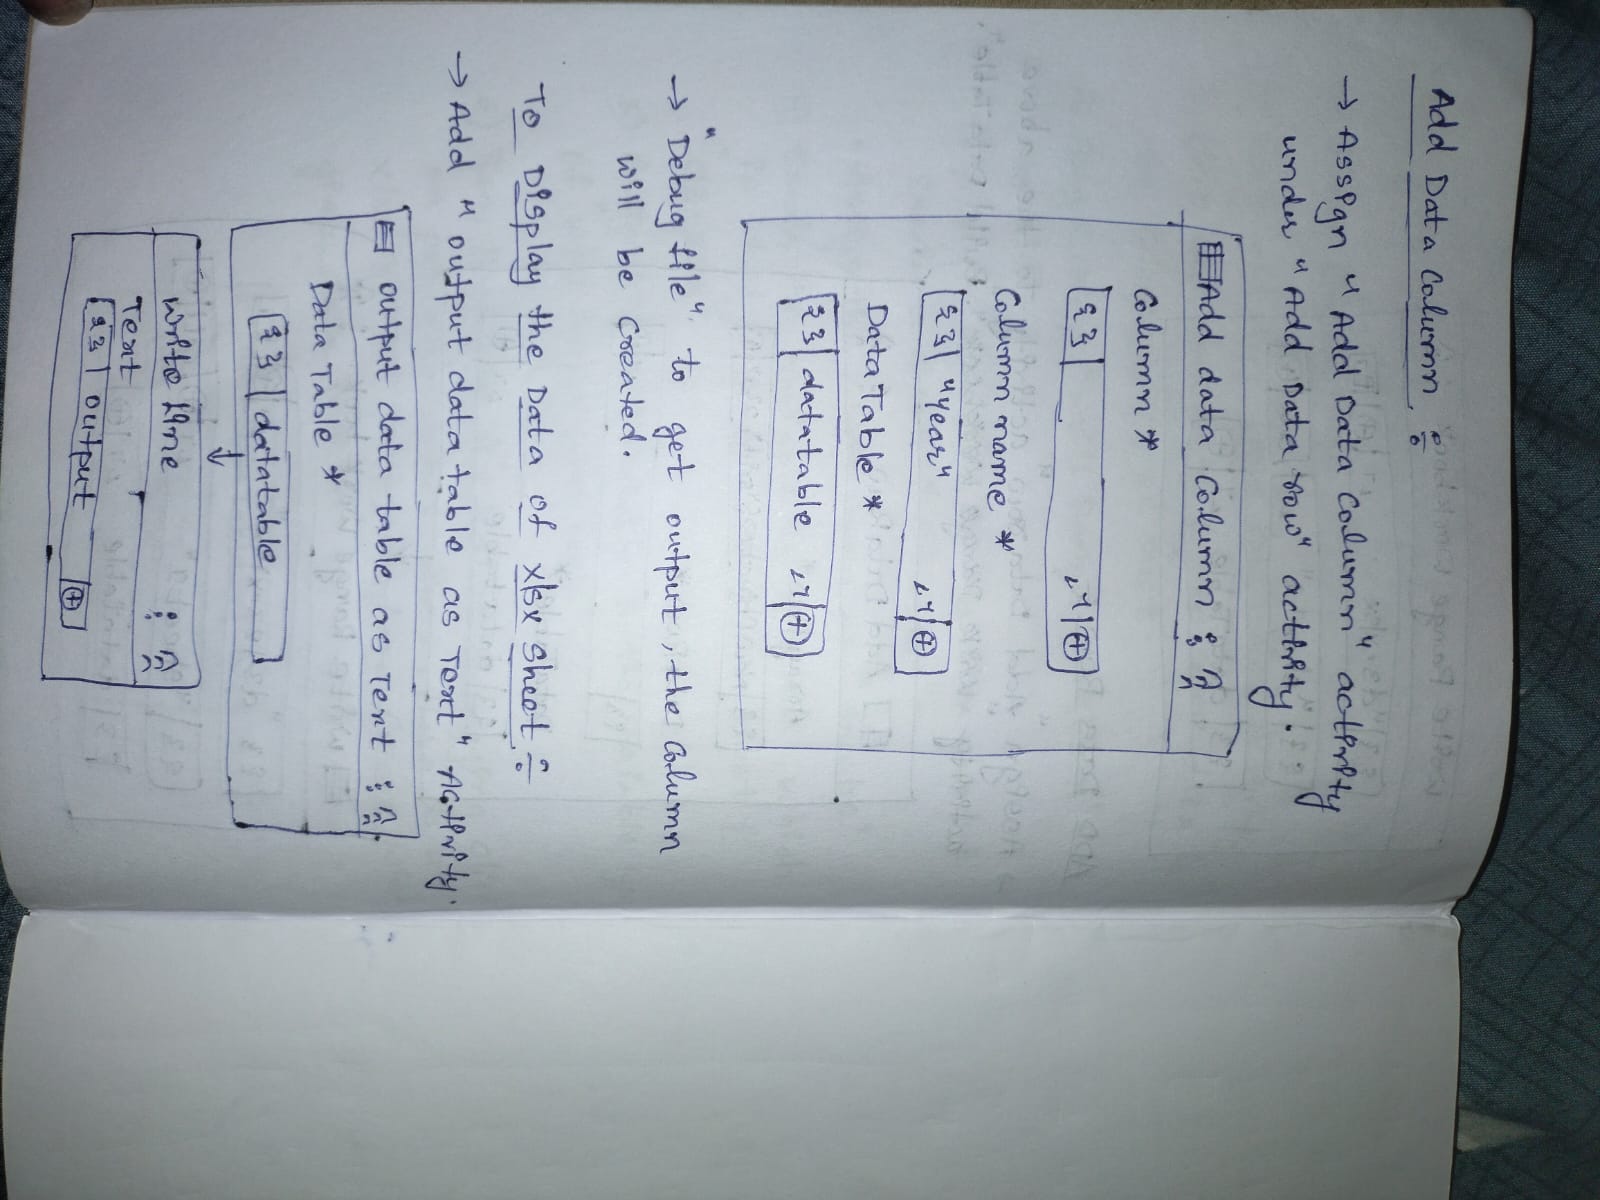 Add Data Column :-
→ Assign "Add Data Column" activity
under "Add Data row" activity.
Add data Column
Column *
{}
Column name *
{} "year"
DataTable *
{} datatable
→ "Debug file" to get output, the column
will be created.
To Display the Data of xlsx sheet :-
→ Add "output data table as Text" Activity.
output data table as Text
Data Table *
{} datatable
↓
write line
Text
{} output